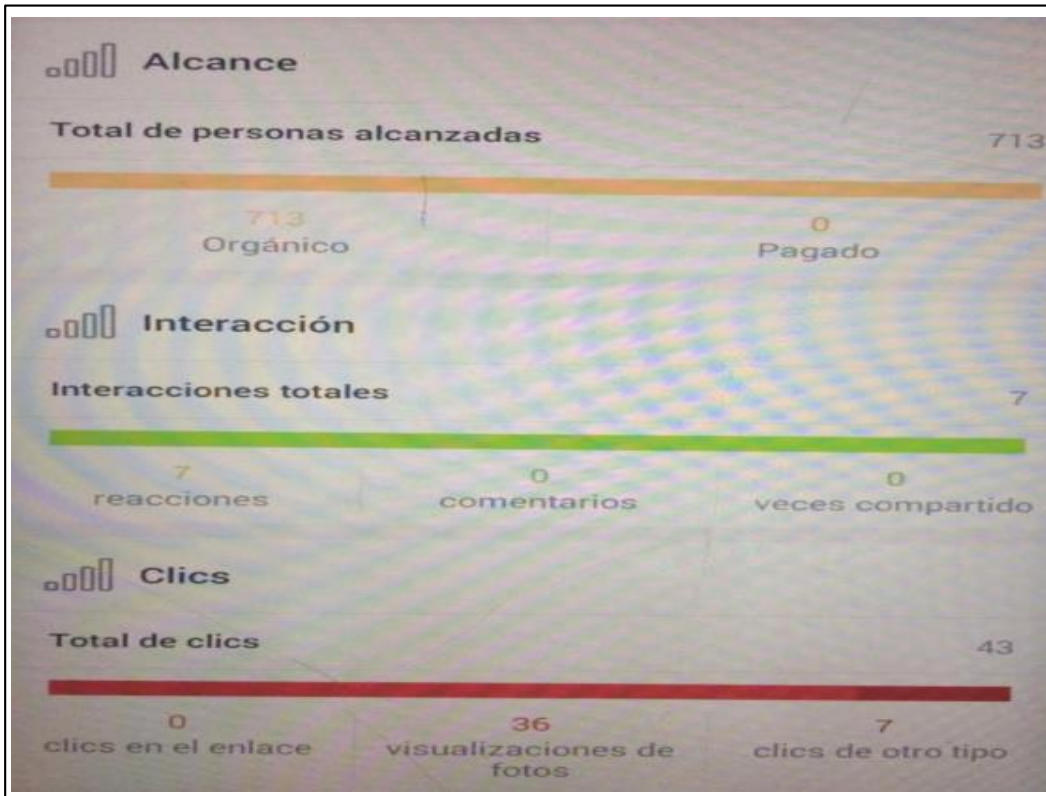 Alcance
Total de personas alcanzadas 713
713 0
Orgánico Pagado
Interacción
Interacciones totales 7
7 0 0
reacciones comentarios veces compartido
Clics
Total de clics 43
0 36 7
clics en el enlace visualizaciones de clics de otro tipo
fotos